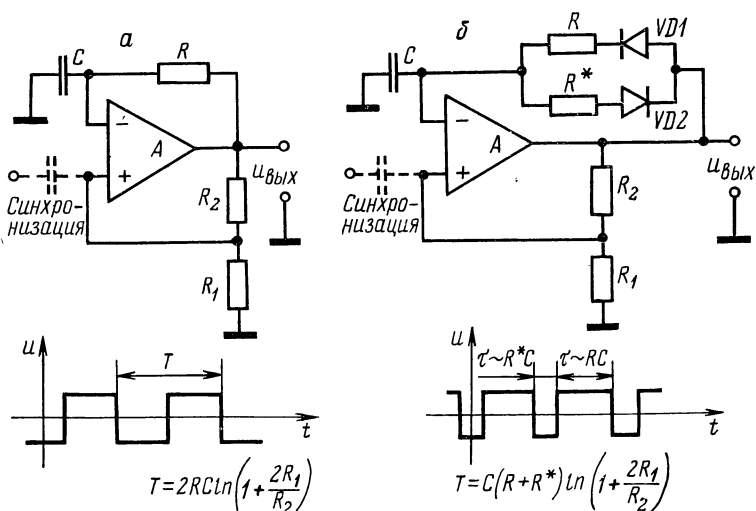 а
C
R
−
A
+
Синхро-
низация
R₂
uвых
R₁
u
T
t
T=2RCln(1+2R₁/R₂)
б
C
R
VD1
R*
VD2
−
A
+
Синхро-
низация
R₂
uвых
R₁
u
τ~R*C
τ~RC
t
T=C(R+R*)ln(1+2R₁/R₂)